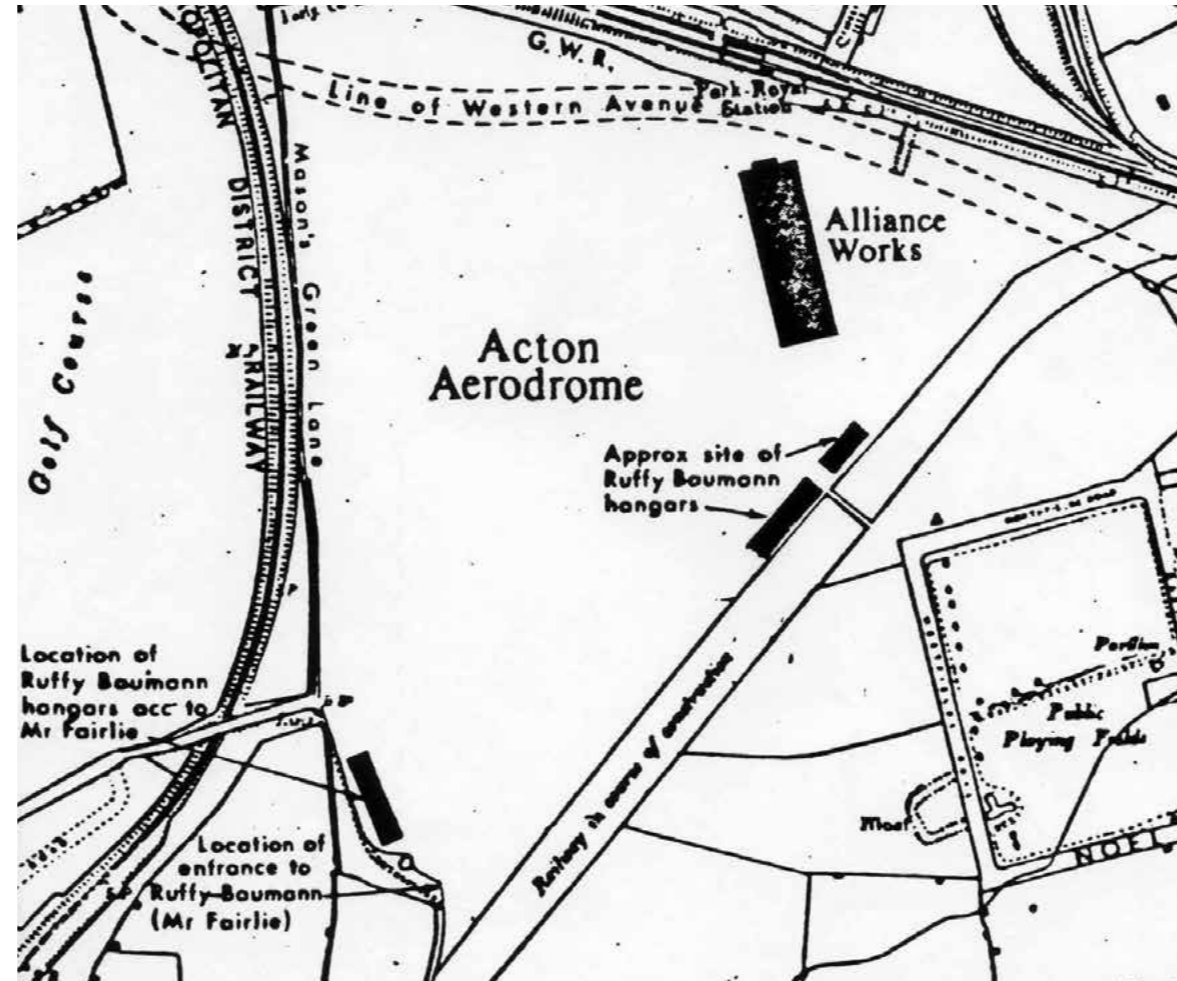 G. W. R.
Line of Western Avenue
Park Royal
Station
OPOLITAN
DISTRICT
RAILWAY
Mason's Green Lane
Golf Course
Alliance
Works
Acton
Aerodrome
Approx site of
Ruffy Baumann
hangars
Location of
Ruffy Baumann
hangars acc to
Mr Fairlie
Location of
entrance to
Ruffy Baumann
(Mr Fairlie)
Railway in course of construction
Pavilion
Public
Playing Fields
Moat
NOEL